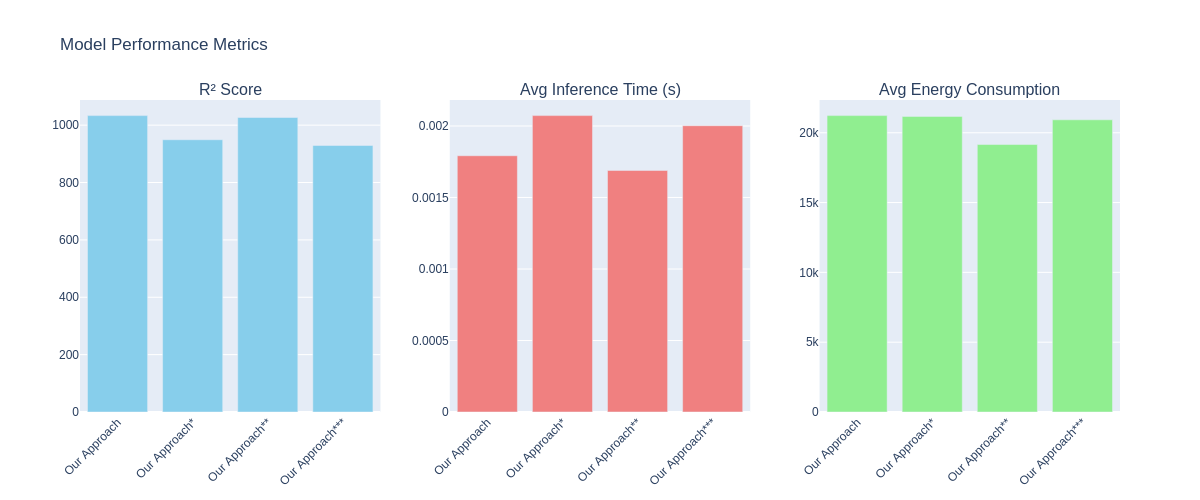 Model Performance Metrics
R² Score
Avg Inference Time (s)
Avg Energy Consumption
1000
800
600
400
200
0
Our Approach
Our Approach*
Our Approach**
Our Approach***
0.002
0.0015
0.001
0.0005
0
Our Approach
Our Approach*
Our Approach**
Our Approach***
20k
15k
10k
5k
0
Our Approach
Our Approach*
Our Approach**
Our Approach***